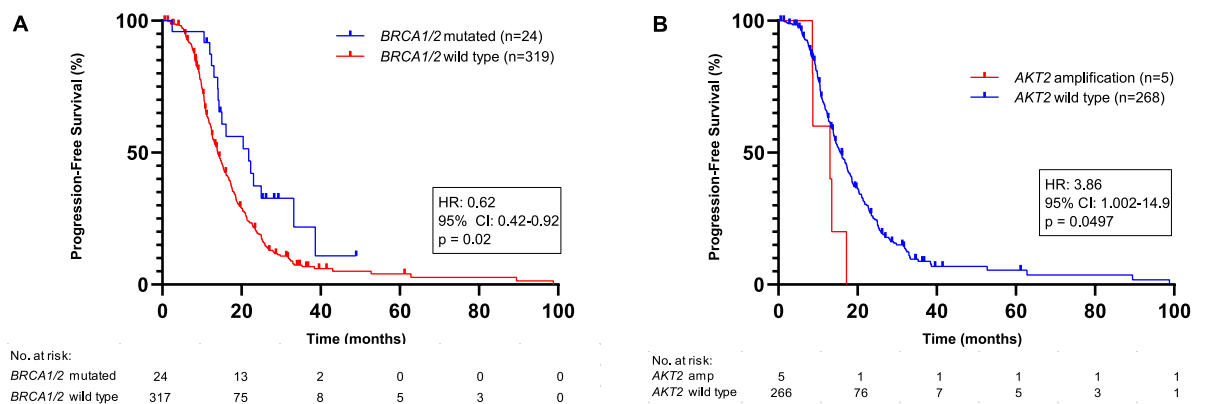 A
BRCA1/2 mutated (n=24)
BRCA1/2 wild type (n=319)
Progression-Free Survival (%)
100
50
0
HR: 0.62
95% CI: 0.42-0.92
p = 0.02
0 20 40 60 80 100
Time (months)
No. at risk:
BRCA1/2 mutated 24 13 2 0 0 0
BRCA1/2 wild type 317 75 8 5 3 0
B
AKT2 amplification (n=5)
AKT2 wild type (n=268)
Progression-Free Survival (%)
100
50
0
HR: 3.86
95% CI: 1.002-14.9
p = 0.0497
0 20 40 60 80 100
Time (months)
No. at risk:
AKT2 amp 5 1 1 1 1 1
AKT2 wild type 266 76 7 5 3 1